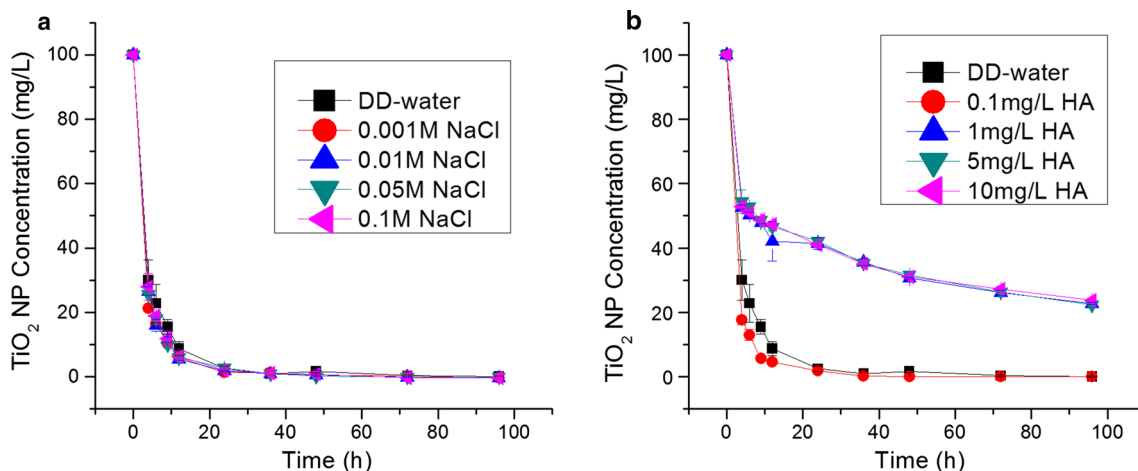 a
TiO2 NP Concentration (mg/L)
100
80
60
40
20
0
DD-water
0.001M NaCl
0.01M NaCl
0.05M NaCl
0.1M NaCl
0 20 40 60 80 100
Time (h)
b
TiO2 NP Concentration (mg/L)
100
80
60
40
20
0
DD-water
0.1mg/L HA
1mg/L HA
5mg/L HA
10mg/L HA
0 20 40 60 80 100
Time (h)